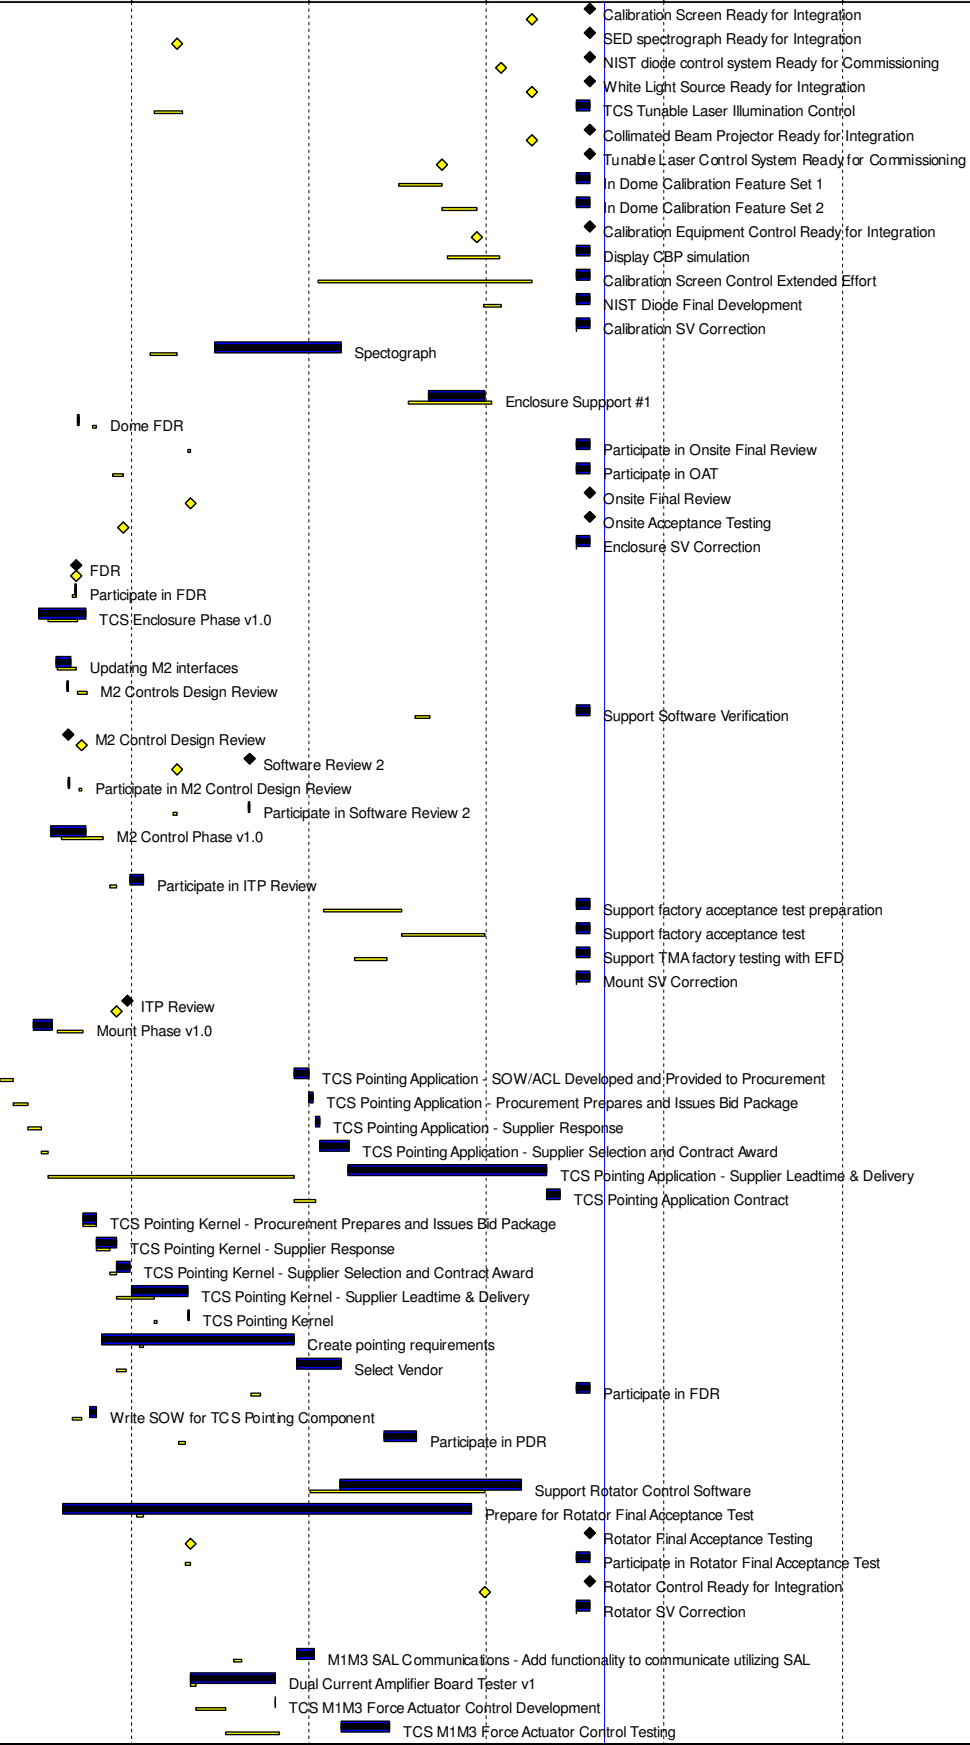 Calibration Screen Ready for Integration
SED spectrograph Ready for Integration
NIST diode control system Ready for Commissioning
White Light Source Ready for Integration
TCS Tunable Laser Illumination Control
Collimated Beam Projector Ready for Integration
Tunable Laser Control System Ready for Commissioning
In Dome Calibration Feature Set 1
In Dome Calibration Feature Set 2
Calibration Equipment Control Ready for Integration
Display CBP simulation
Calibration Screen Control Extended Effort
NIST Diode Final Development
Calibration SV Correction
Spectograph
Enclosure Suppport #1
Dome FDR
Participate in Onsite Final Review
Participate in OAT
Onsite Final Review
Onsite Acceptance Testing
Enclosure SV Correction
FDR
Participate in FDR
TCS Enclosure Phase v1.0
Updating M2 interfaces
M2 Controls Design Review
Support Software Verification
M2 Control Design Review
Software Review 2
Participate in M2 Control Design Review
Participate in Software Review 2
M2 Control Phase v1.0
Participate in ITP Review
Support factory acceptance test preparation
Support factory acceptance test
Support TMA factory testing with EFD
Mount SV Correction
ITP Review
Mount Phase v1.0
TCS Pointing Application - SOW/ACL Developed and Provided to Procurement
TCS Pointing Application - Procurement Prepares and Issues Bid Package
TCS Pointing Application - Supplier Response
TCS Pointing Application - Supplier Selection and Contract Award
TCS Pointing Application - Supplier Leadtime & Delivery
TCS Pointing Application Contract
TCS Pointing Kernel - Procurement Prepares and Issues Bid Package
TCS Pointing Kernel - Supplier Response
TCS Pointing Kernel - Supplier Selection and Contract Award
TCS Pointing Kernel - Supplier Leadtime & Delivery
TCS Pointing Kernel
Create pointing requirements
Select Vendor
Participate in FDR
Write SOW for TCS Pointing Component
Participate in PDR
Support Rotator Control Software
Prepare for Rotator Final Acceptance Test
Rotator Final Acceptance Testing
Participate in Rotator Final Acceptance Test
Rotator Control Ready for Integration
Rotator SV Correction
M1M3 SAL Communications - Add functionality to communicate utilizing SAL
Dual Current Amplifier Board Tester v1
TCS M1M3 Force Actuator Control Development
TCS M1M3 Force Actuator Control Testing